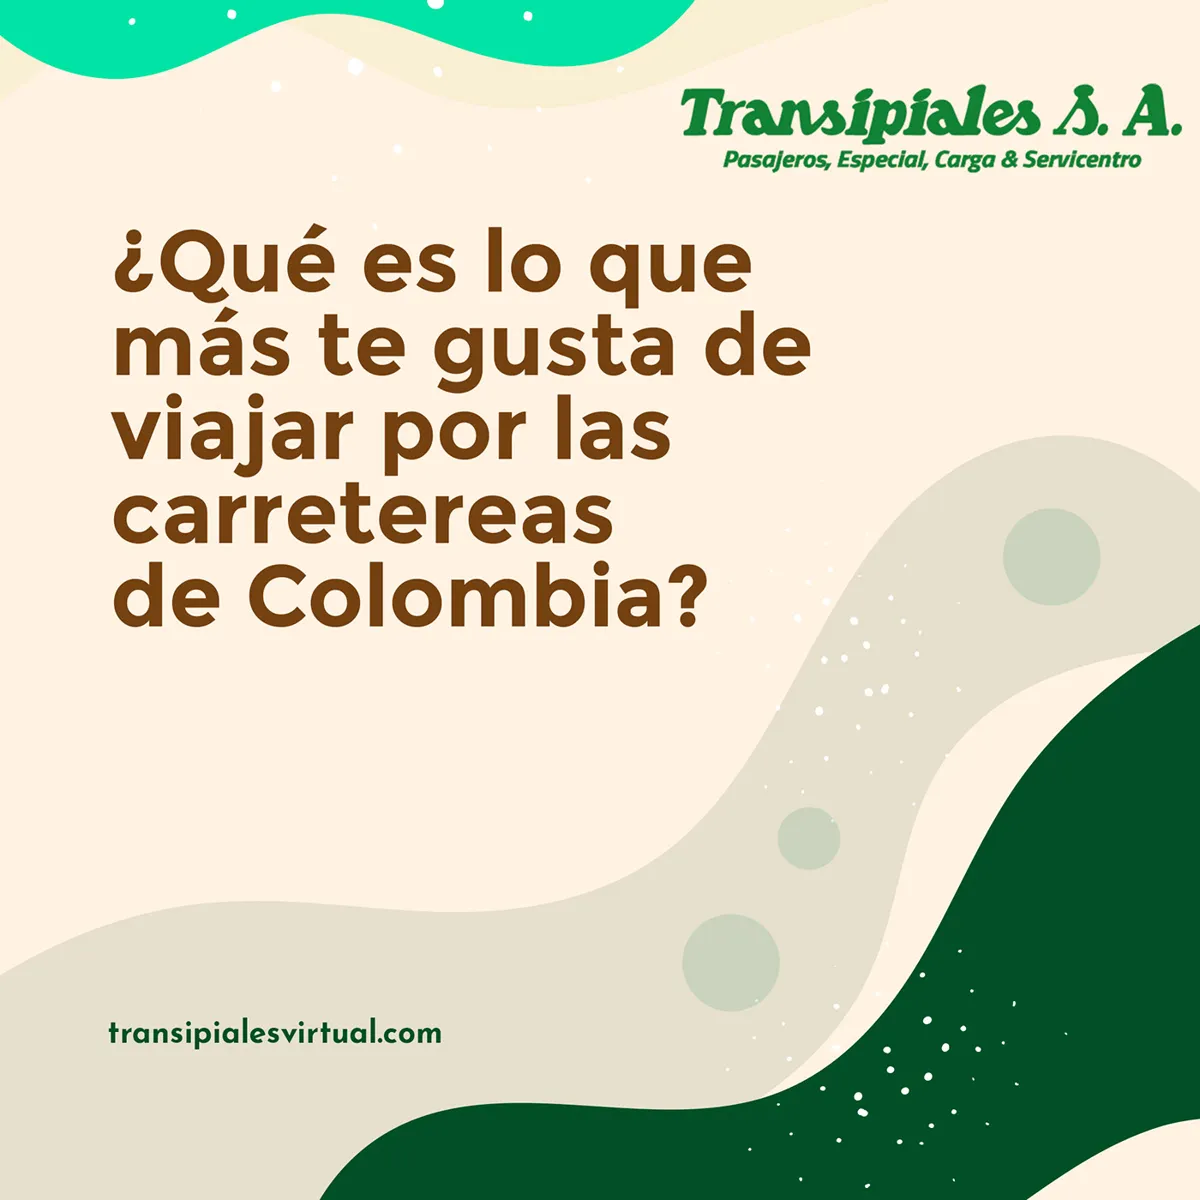 Transipiales S. A.
Pasajeros, Especial, Carga & Servicentro
¿Qué es lo que
más te gusta de
viajar por las
carretereas
de Colombia?
transipialesvirtual.com